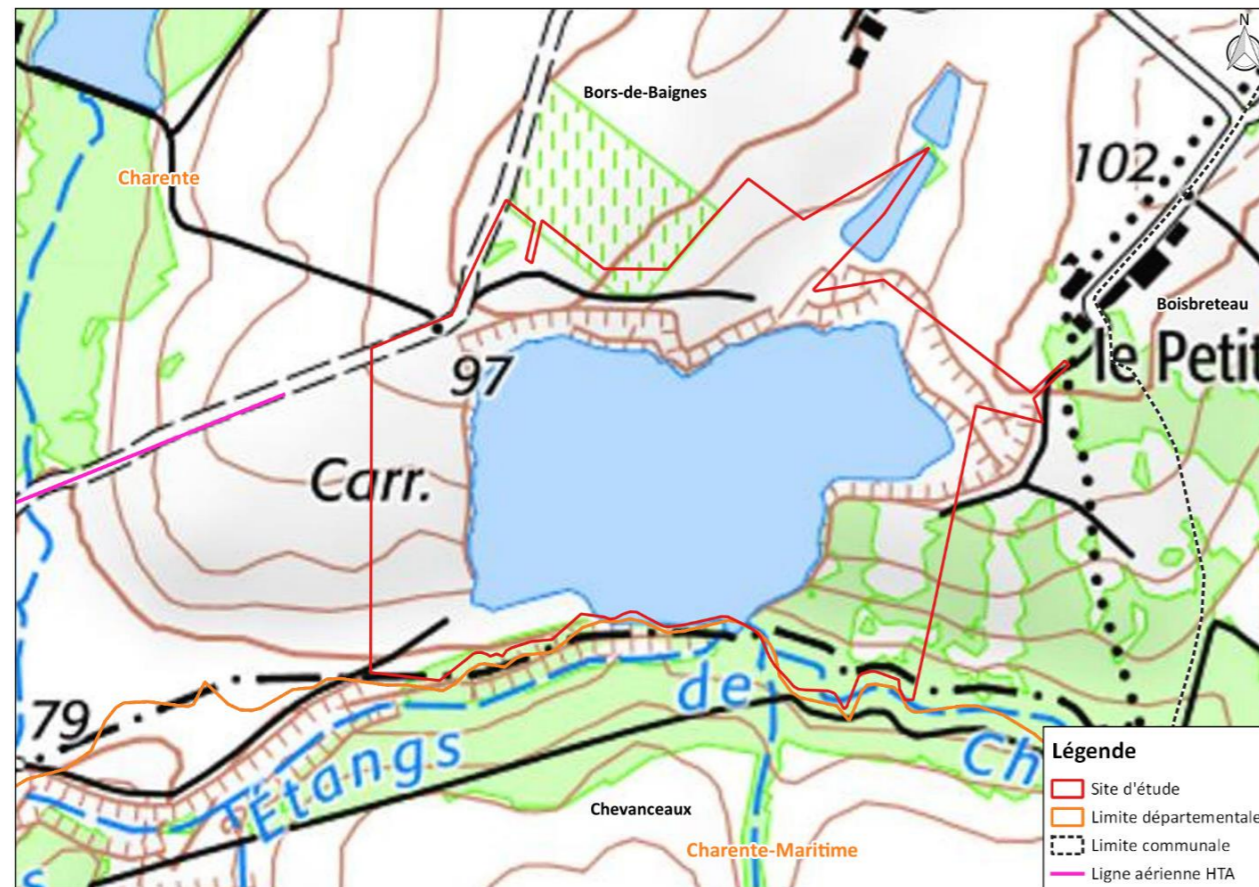 N
Bors-de-Baignes
102
Charente
Boisbreteau
le Petit
97
Carr.
de
79
Étangs
Ch
Chevanceaux
Charente-Maritime
s
Légende
Site d'étude
Limite départementale
Limite communale
Ligne aérienne HTA